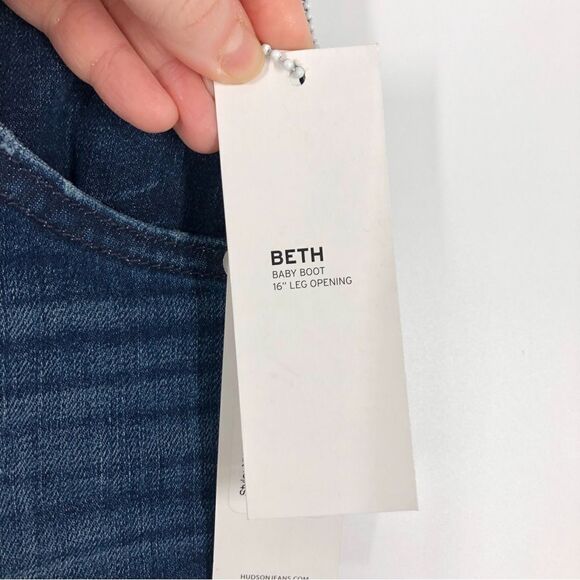 BETH
BABY BOOT
16" LEG OPENING
HUDSONJEANS.COM